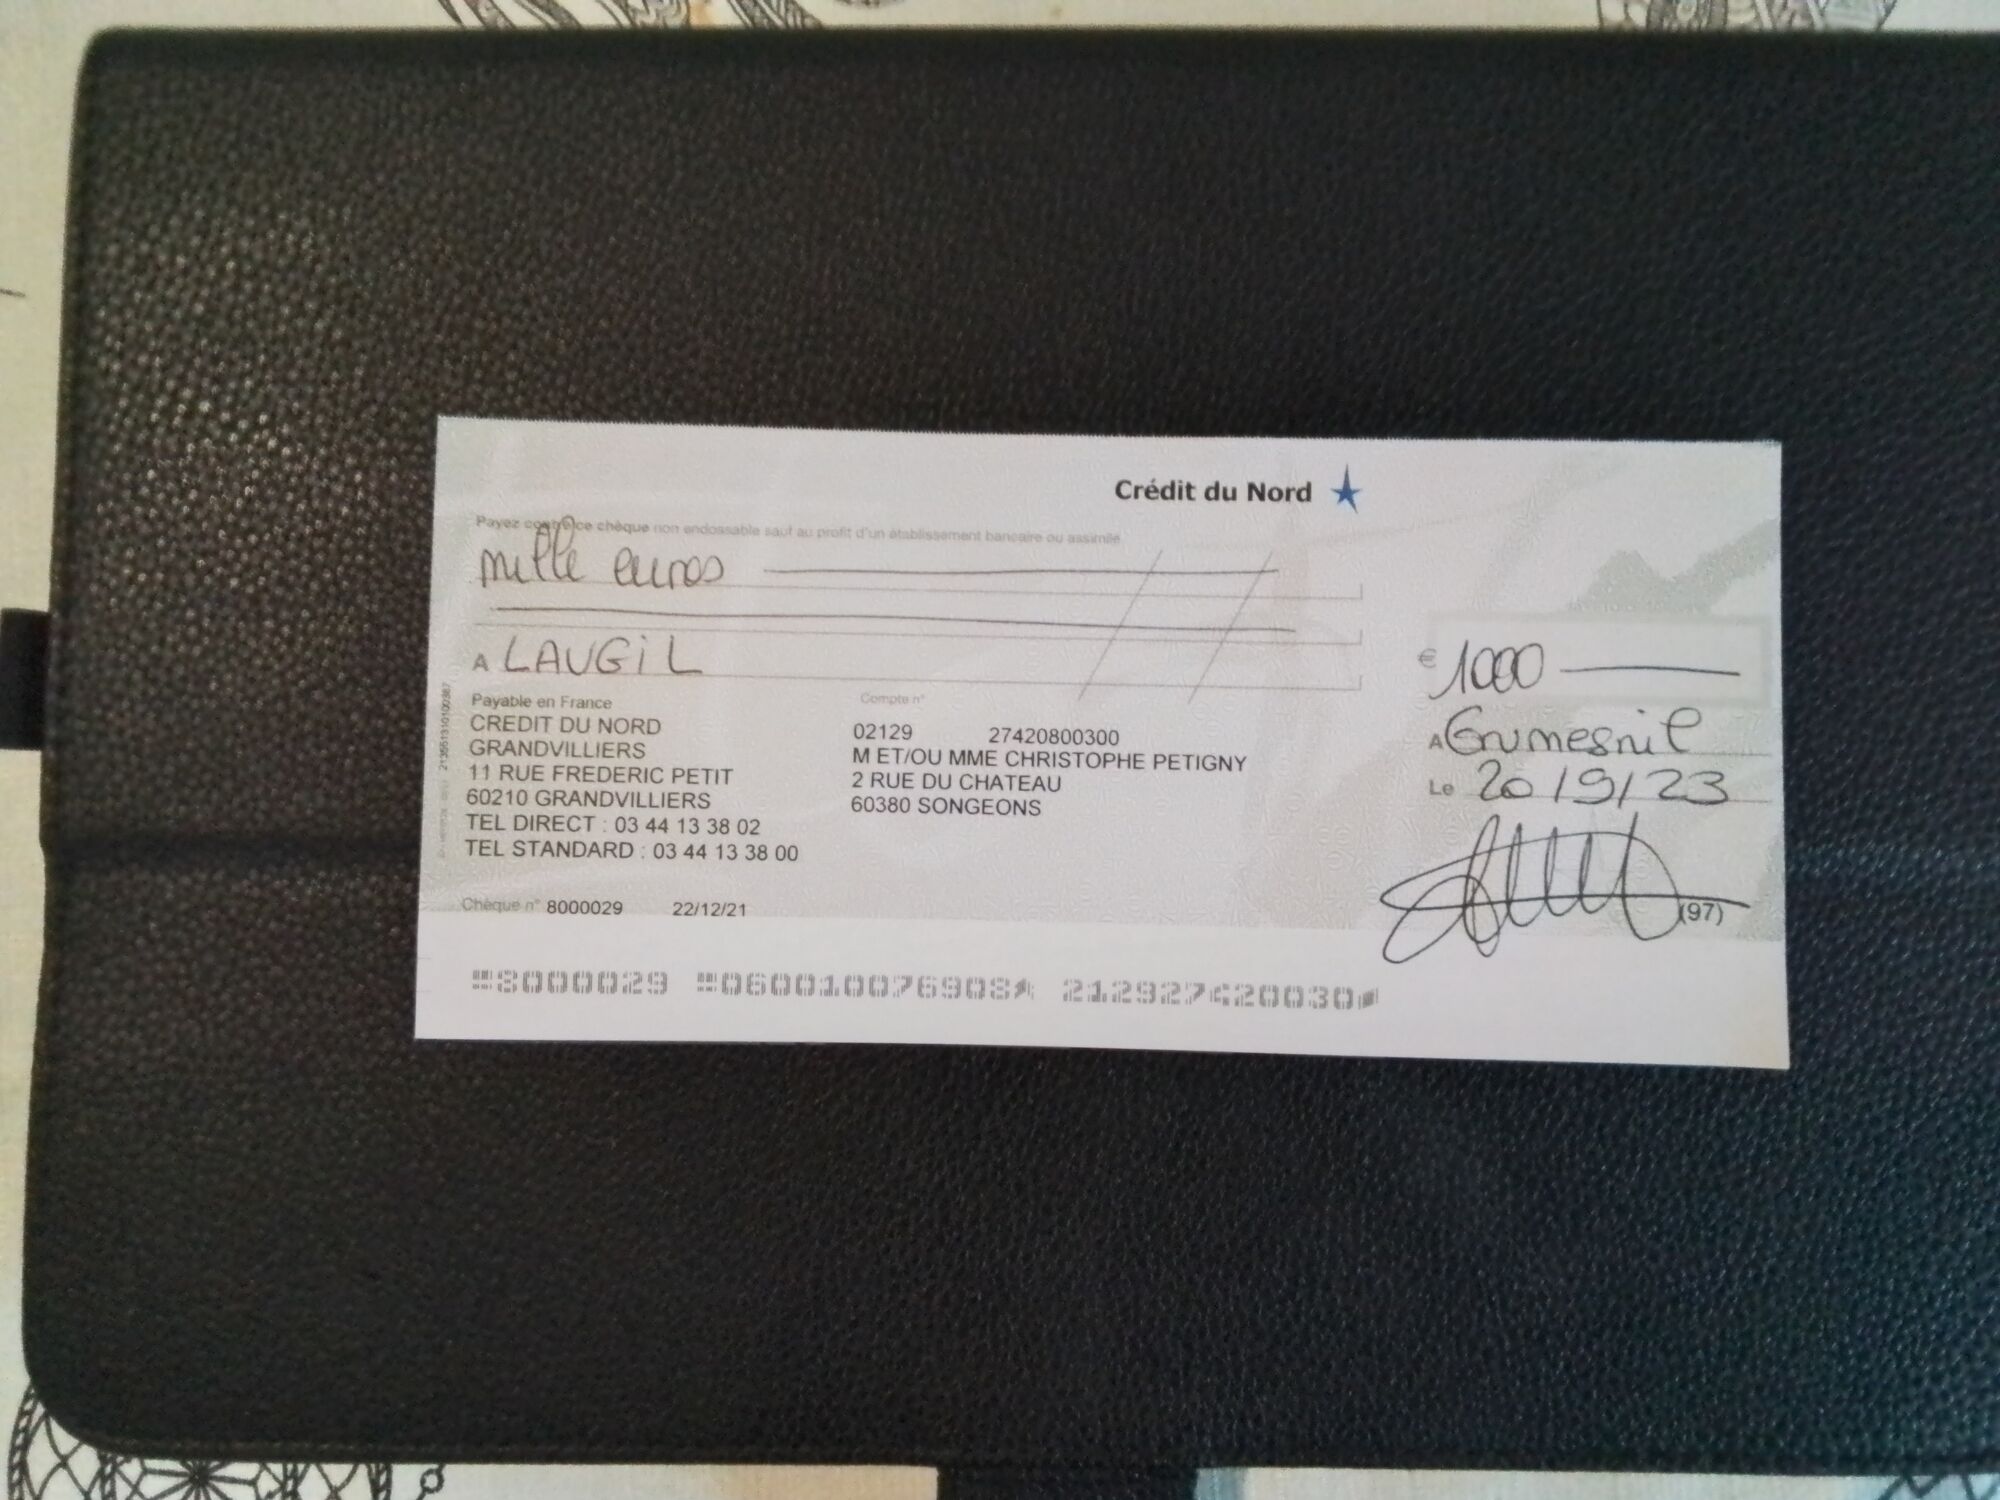 Crédit du Nord
Payez contre ce chèque non endossable sauf au profit d'un établissement bancaire ou assimilé
mille euros
A LAUGiL
€ 1000
Payable en France
CREDIT DU NORD
GRANDVILLIERS
11 RUE FREDERIC PETIT
60210 GRANDVILLIERS
TEL DIRECT : 03 44 13 38 02
TEL STANDARD : 03 44 13 38 00
Compte n°
02129 27420800300
M ET/OU MME CHRISTOPHE PETIGNY
2 RUE DU CHATEAU
60380 SONGEONS
A Grumesnil
Le 20/9/23
(97)
Chèque n° 8000029 22/12/21
8000029 060010076908 212927420030